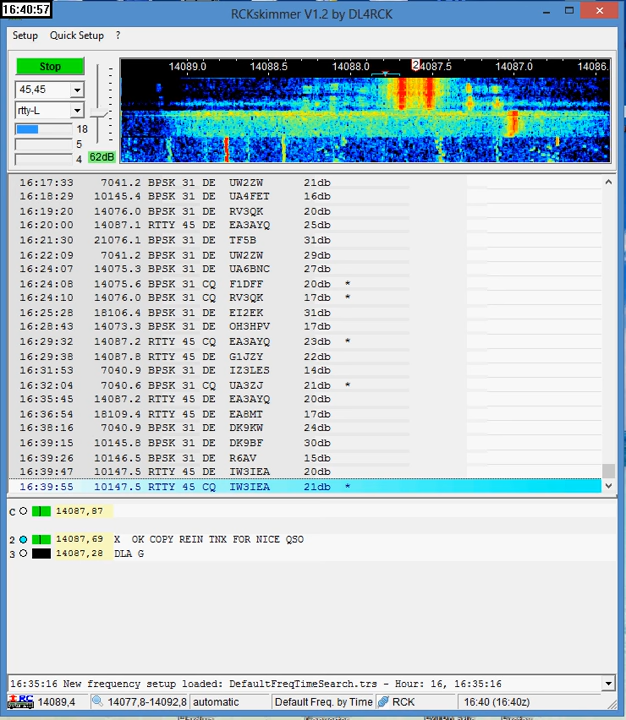 16:40:57
RCKskimmer V1.2 by DL4RCK
Setup Quick Setup ?
Stop
14089.0 14088.5 14088.0 2 14087.5 14087.0 14086
45,45
rtty-L
18
5
4
62dB
16:17:33 7041.2 BPSK 31 DE UW2ZW 21db
16:18:29 10145.4 BPSK 31 DE UA4FET 16db
16:19:20 14076.0 BPSK 31 DE RV3QK 20db
16:20:00 14087.1 RTTY 45 DE EA3AYQ 25db
16:21:30 21076.1 BPSK 31 DE TF5B 31db
16:22:09 7041.2 BPSK 31 DE UW2ZW 29db
16:24:07 14075.3 BPSK 31 DE UA6BNC 27db
16:24:08 14075.6 BPSK 31 CQ F1DFF 20db *
16:24:10 14076.0 BPSK 31 CQ RV3QK 17db *
16:25:28 18106.4 BPSK 31 DE EI2EK 31db
16:28:43 14073.3 BPSK 31 DE OH3HPV 17db
16:29:32 14087.2 RTTY 45 CQ EA3AYQ 23db *
16:29:38 14087.8 RTTY 45 DE G1JZY 22db
16:31:53 7040.9 BPSK 31 DE IZ3LES 14db
16:32:04 7040.6 BPSK 31 CQ UA3ZJ 21db *
16:35:45 14087.2 RTTY 45 DE EA3AYQ 20db
16:36:54 18109.4 BPSK 31 DE EA8MT 17db
16:38:16 7040.9 BPSK 31 DE DK9KW 24db
16:39:15 10145.8 BPSK 31 DE DK9BF 30db
16:39:26 10146.5 BPSK 31 DE R6AV 15db
16:39:47 10147.5 RTTY 45 DE IW3IEA 20db
16:39:55 10147.5 RTTY 45 CQ IW3IEA 21db *
C 14087,87
2 14087,69 X OK COPY REIN TNX FOR NICE QSO
3 14087,28 DLA G
16:35:16 New frequency setup loaded: DefaultFreqTimeSearch.trs - Hour: 16, 16:35:16
14089,4 14077,8-14092,8 automatic Default Freq. by Time RCK 16:40 (16:40z)